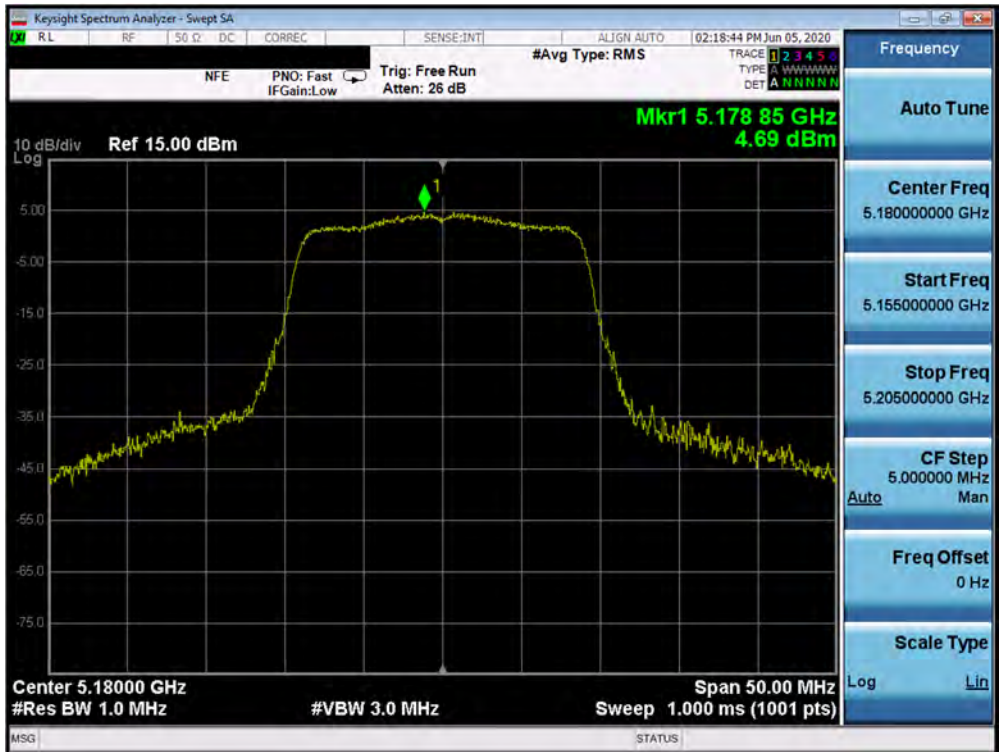 Keysight Spectrum Analyzer - Swept SA
LXI RL RF 50 Ω DC CORREC SENSE:INT ALIGN AUTO 02:18:44 PM Jun 05, 2020
NFE PNO: Fast Trig: Free Run #Avg Type: RMS TRACE 1 2 3 4 5 6
IFGain:Low Atten: 26 dB TYPE A WWWWW
DET A N N N N N
Mkr1 5.178 85 GHz
4.69 dBm
10 dB/div Ref 15.00 dBm
Log
1
5.00
-5.00
-15.0
-25.0
-35.0
-45.0
-55.0
-65.0
-75.0
Center 5.18000 GHz Span 50.00 MHz
#Res BW 1.0 MHz #VBW 3.0 MHz Sweep 1.000 ms (1001 pts)
MSG STATUS
Frequency
Auto Tune
Center Freq
5.180000000 GHz
Start Freq
5.155000000 GHz
Stop Freq
5.205000000 GHz
CF Step
5.000000 MHz
Auto Man
Freq Offset
0 Hz
Scale Type
Log Lin